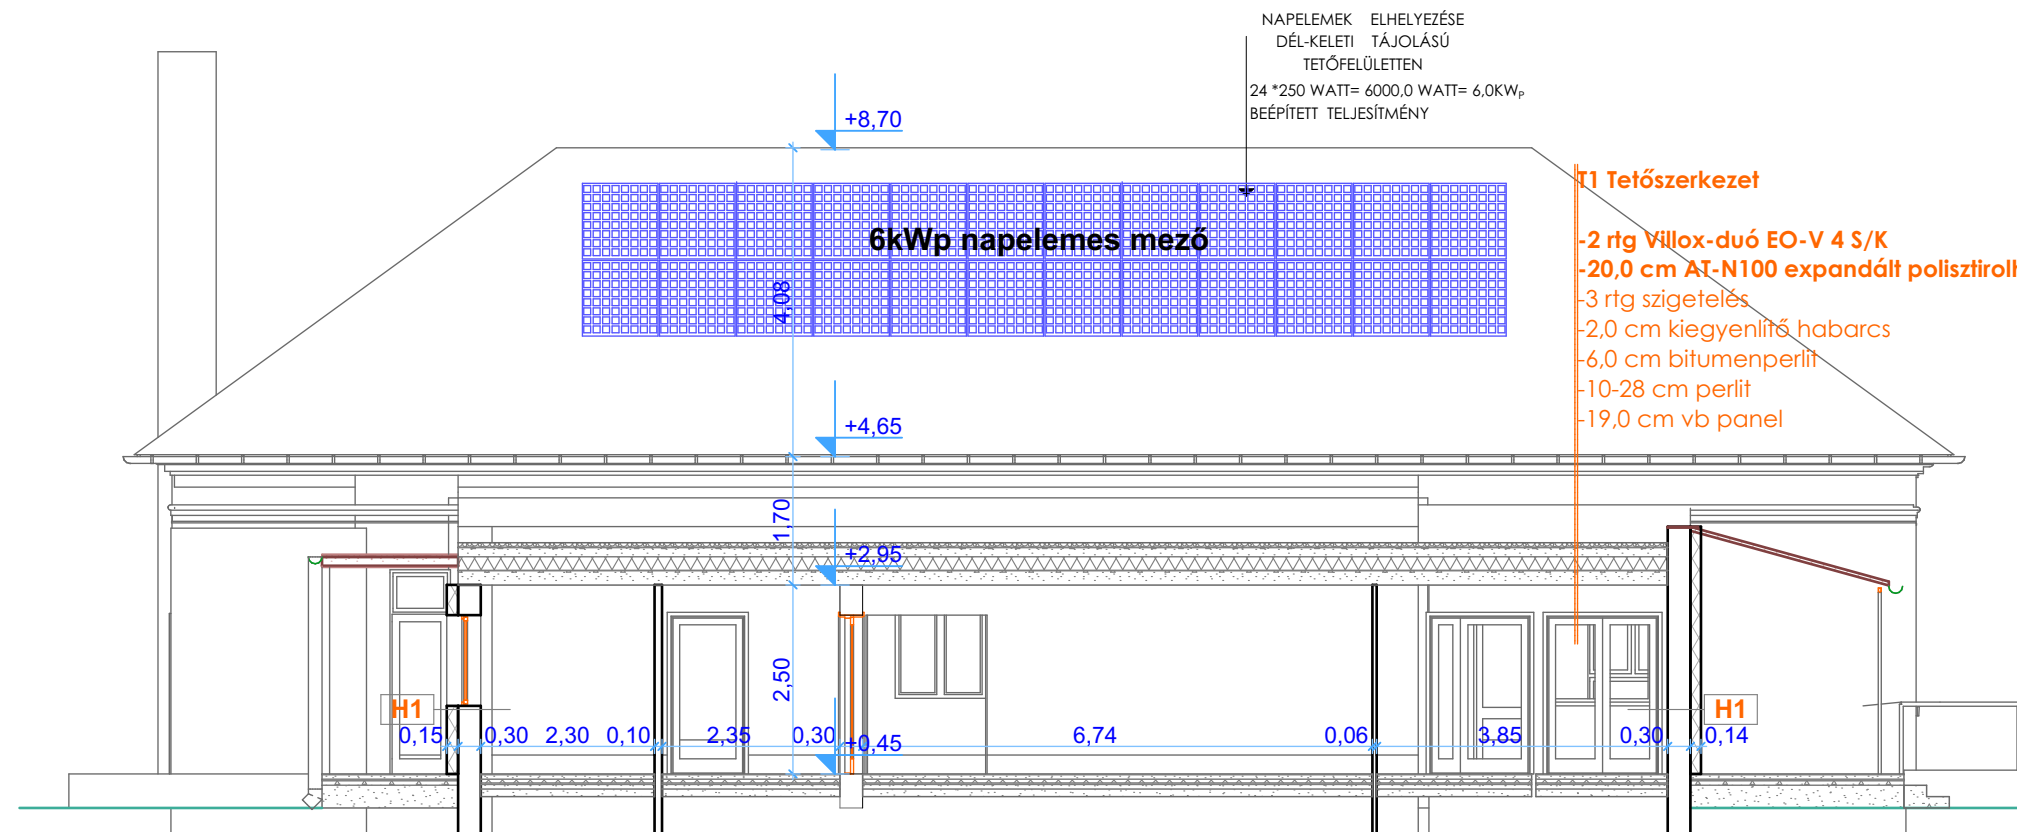 NAPELEMEK ELHELYEZÉSE
DÉL-KELETI TÁJOLÁSÚ
TETŐFELÜLETTEN
24 *250 WATT= 6000,0 WATT= 6,0KWP
BEÉPÍTETT TELJESÍTMÉNY
+8,70
T1 Tetőszerkezet
6kWp napelemes mező
-2 rtg Villox-duó EO-V 4 S/K
-20,0 cm AT-N100 expandált
4,08
-3 rtg szigetelés
-2,0 cm kiegyenlítő habarcs
-6,0 cm bitumenperlit
-10-28 cm perlit
-19,0 cm vb panel
+4,65
1,70
+2,95
2,50
H1
H1
0,15
0,30
2,30
0,10
2,35
0,30
+0,45
6,74
0,06
3,85
0,30
0,14